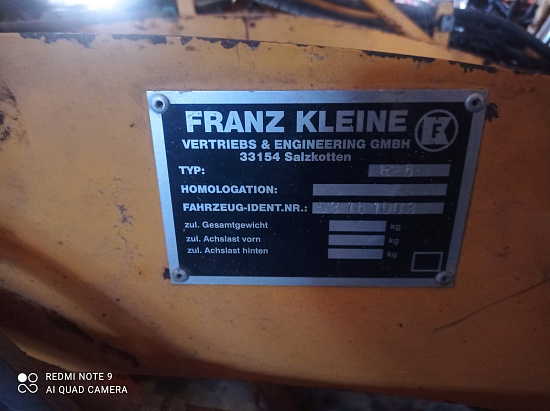 FRANZ KLEINE
VERTRIEBS & ENGINEERING GMBH
33154 Salzkotten
TYP:
HOMOLOGATION:
FAHRZEUG-IDENT.NR.:
zul. Gesamtgewicht kg
zul. Achslast vorn kg
zul. Achslast hinten kg
REDMI NOTE 9
AI QUAD CAMERA